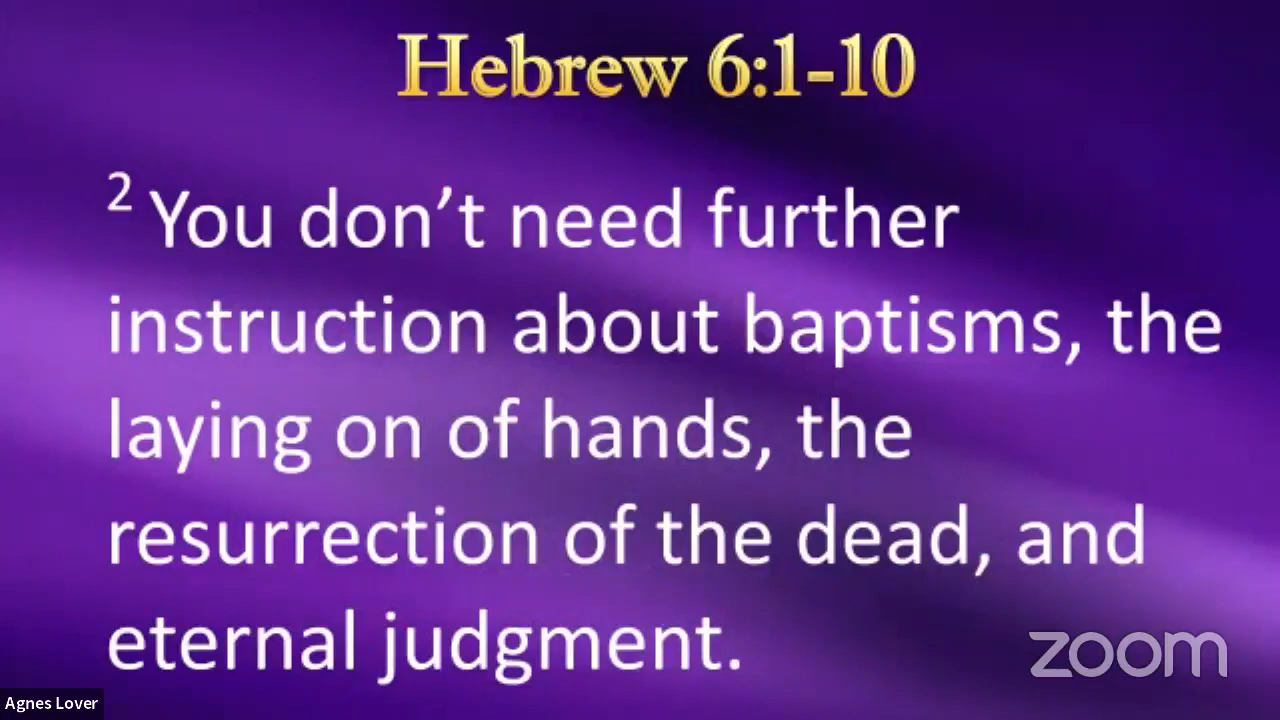 Hebrew 6:1-10
2 You don’t need further
instruction about baptisms, the
laying on of hands, the
resurrection of the dead, and
eternal judgment.
zoom
Agnes Lover